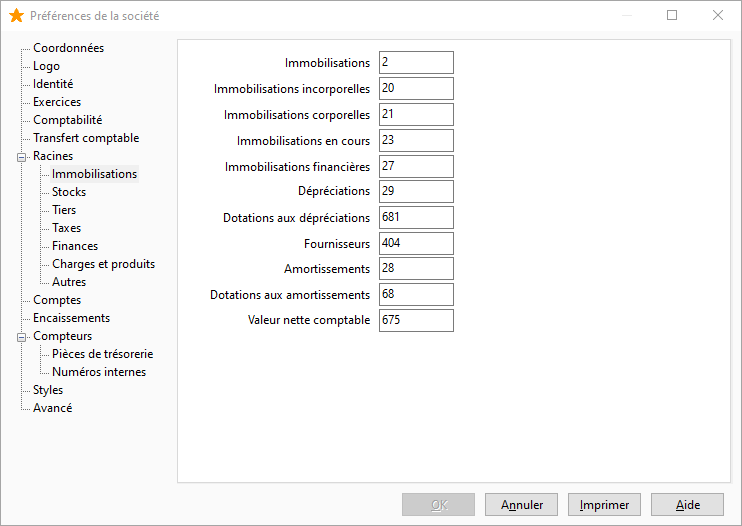 Préférences de la société
Coordonnées
Logo
Identité
Exercices
Comptabilité
Transfert comptable
Racines
Immobilisations
Stocks
Tiers
Taxes
Finances
Charges et produits
Autres
Comptes
Encaissements
Compteurs
Pièces de trésorerie
Numéros internes
Styles
Avancé
Immobilisations 2
Immobilisations incorporelles 20
Immobilisations corporelles 21
Immobilisations en cours 23
Immobilisations financières 27
Dépréciations 29
Dotations aux dépréciations 681
Fournisseurs 404
Amortissements 28
Dotations aux amortissements 68
Valeur nette comptable 675
OK Annuler Imprimer Aide